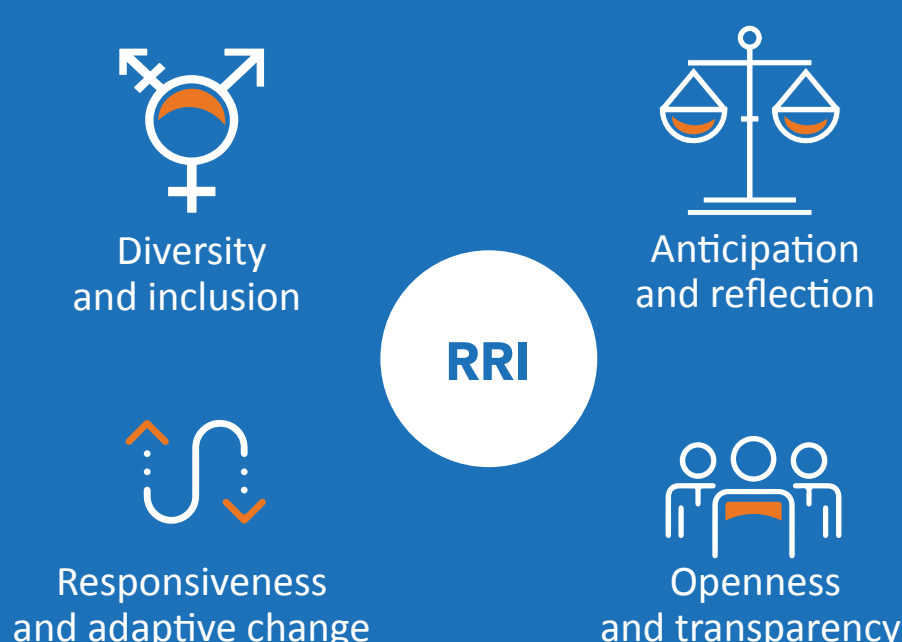 Diversity
and inclusion
Anticipation
and reflection
RRI
Responsiveness
and adaptive change
Openness
and transparency